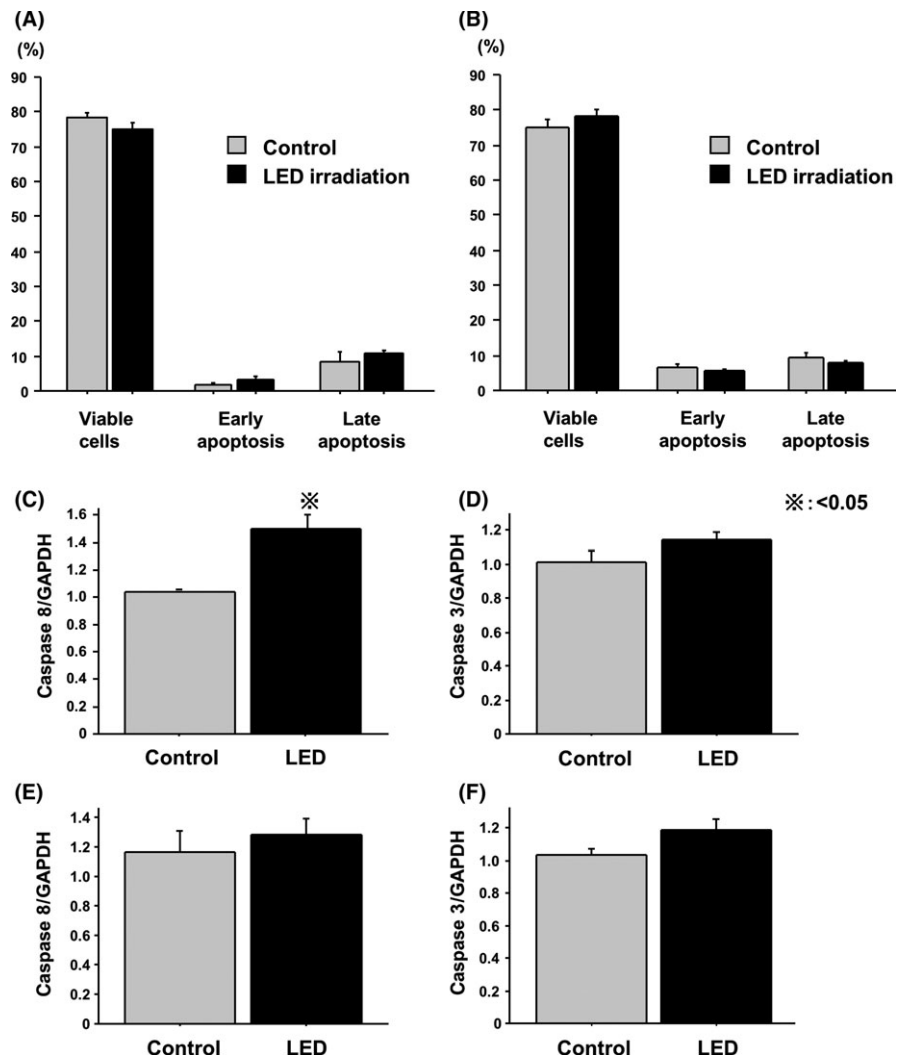 (A)
(%)
90
80
70
60
50
40
30
20
10
0
Control
LED irradiation
Viable cells
Early apoptosis
Late apoptosis
(B)
(%)
90
80
70
60
50
40
30
20
10
0
Control
LED irradiation
Viable cells
Early apoptosis
Late apoptosis
(C)
Caspase 8/GAPDH
1.6
1.4
1.2
1.0
0.8
0.6
0.4
0.2
0
※
Control
LED
(D)
※: <0.05
Caspase 3/GAPDH
1.2
1.0
0.8
0.6
0.4
0.2
0
Control
LED
(E)
Caspase 8/GAPDH
1.4
1.2
1.0
0.8
0.6
0.4
0.2
0
Control
LED
(F)
Caspase 3/GAPDH
1.2
1.0
0.8
0.6
0.4
0.2
0
Control
LED